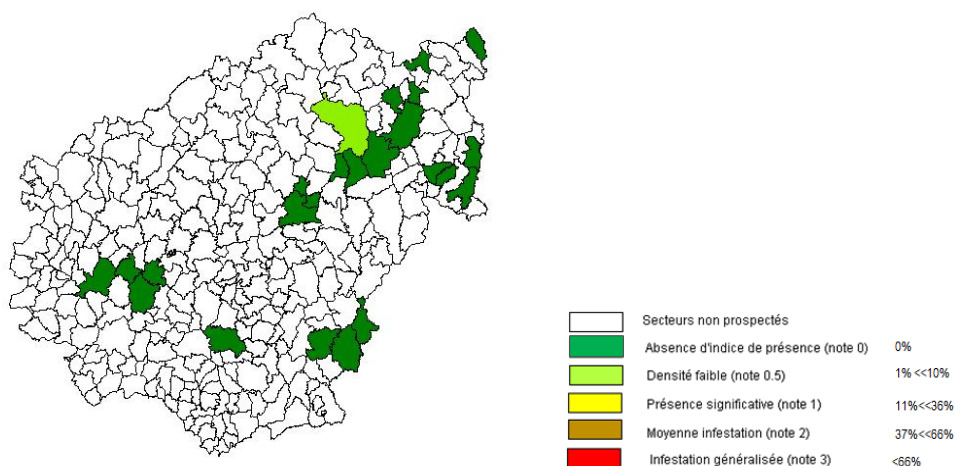 Secteurs non prospectés
Absence d'indice de présence (note 0) 0%
Densité faible (note 0.5) 1% <<10%
Présence significative (note 1) 11%<<36%
Moyenne infestation (note 2) 37%<<66%
Infestation généralisée (note 3) <66%